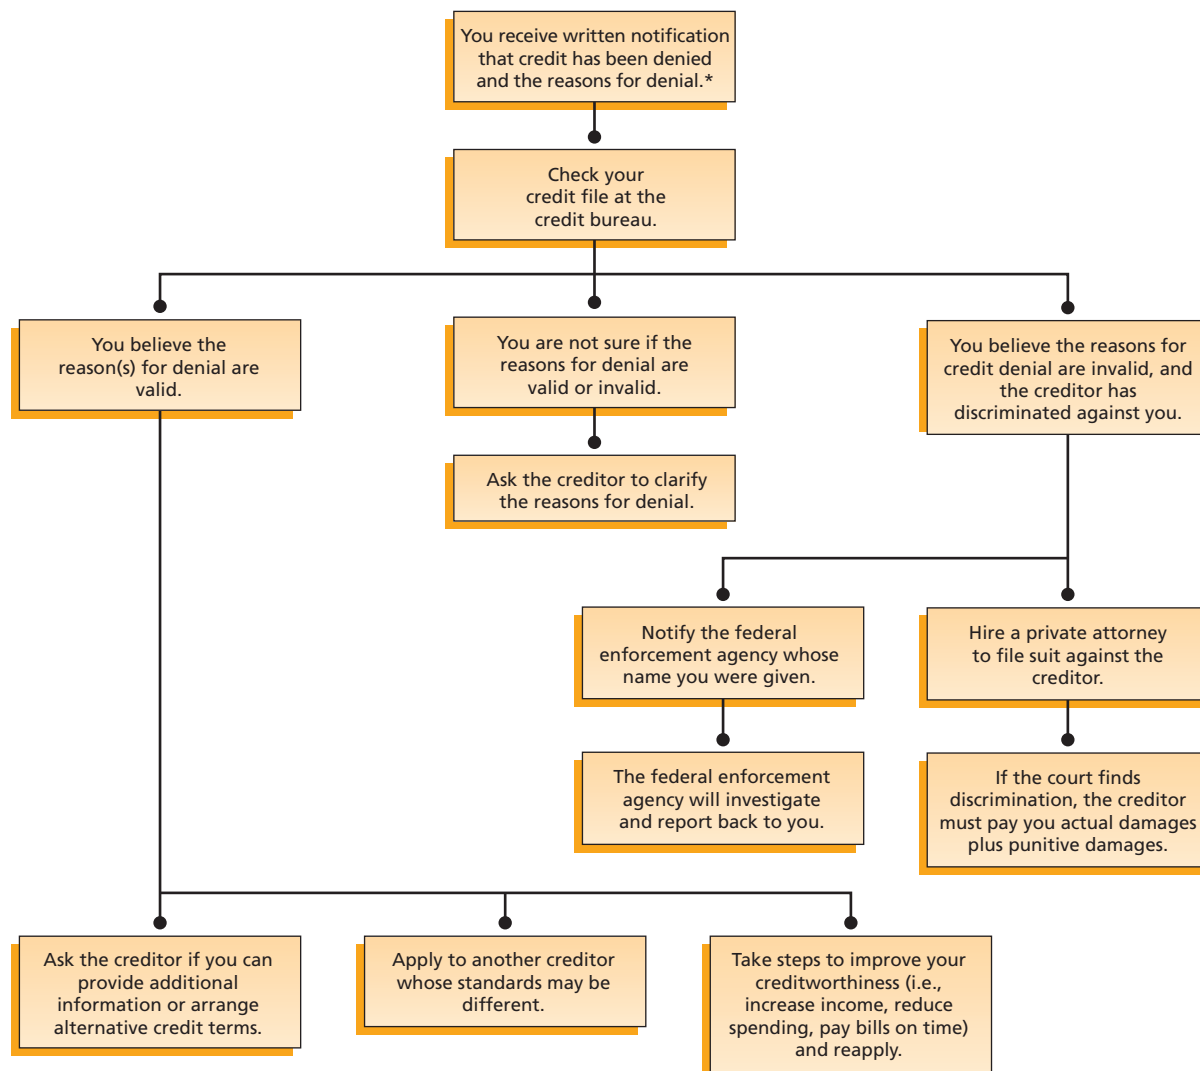 You receive written notification
that credit has been denied
and the reasons for denial.*
Check your
credit file at the
credit bureau.
You believe the
reason(s) for denial are
valid.
You are not sure if the
reasons for denial are
valid or invalid.
You believe the reasons for
credit denial are invalid, and
the creditor has
discriminated against you.
Ask the creditor to clarify
the reasons for denial.
Notify the federal
enforcement agency whose
name you were given.
Hire a private attorney
to file suit against the
creditor.
The federal enforcement
agency will investigate
and report back to you.
If the court finds
discrimination, the creditor
must pay you actual damages
plus punitive damages.
Ask the creditor if you can
provide additional
information or arrange
alternative credit terms.
Apply to another creditor
whose standards may be
different.
Take steps to improve your
creditworthiness (i.e.,
increase income, reduce
spending, pay bills on time)
and reapply.